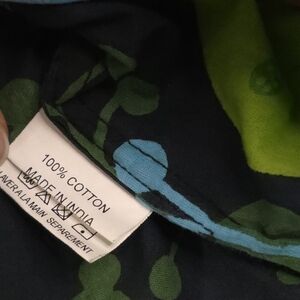 100% COTTON
MADE IN INDIA
LAVER A LA MAIN SEPAREMENT